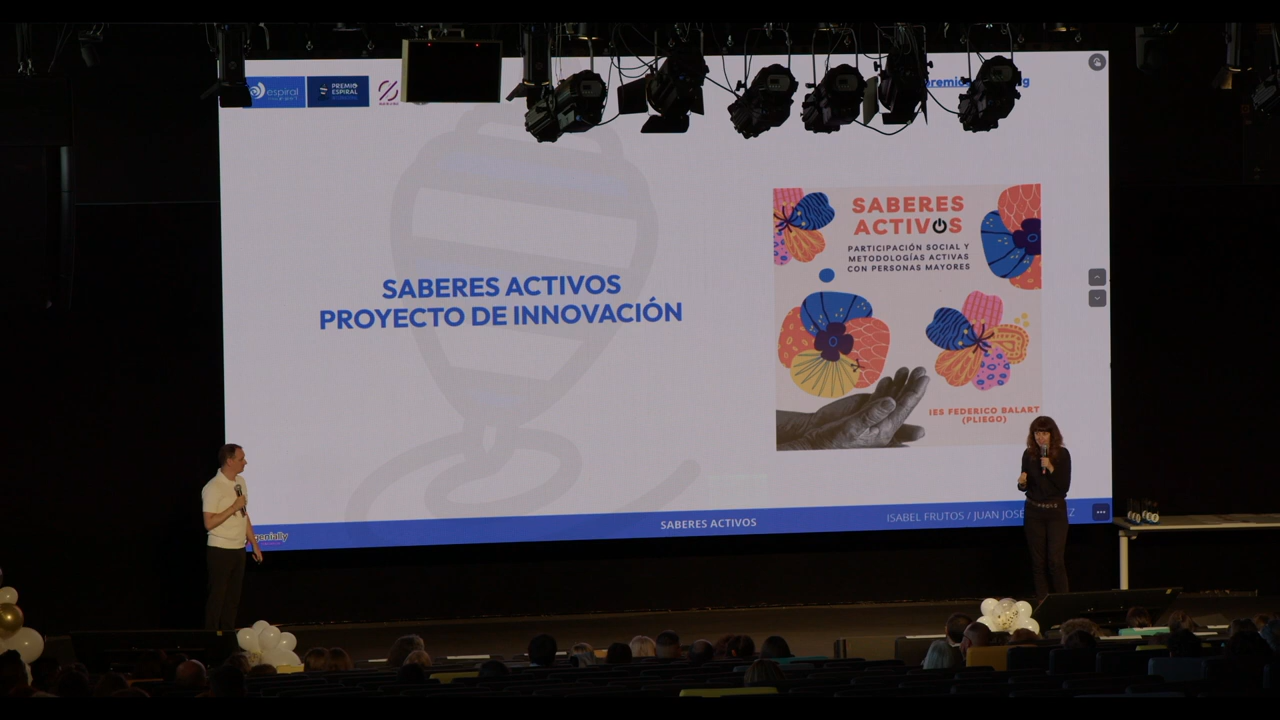 espiral
PREMIO
ESPIRAL
SABERES
ACTIVOS
PARTICIPACIÓN SOCIAL Y
METODOLOGÍAS ACTIVAS
CON PERSONAS MAYORES
SABERES ACTIVOS
PROYECTO DE INNOVACIÓN
IES FEDERICO BALART
(PLIEGO)
genially
SABERES ACTIVOS
ISABEL FRUTOS / JUAN JOSÉ